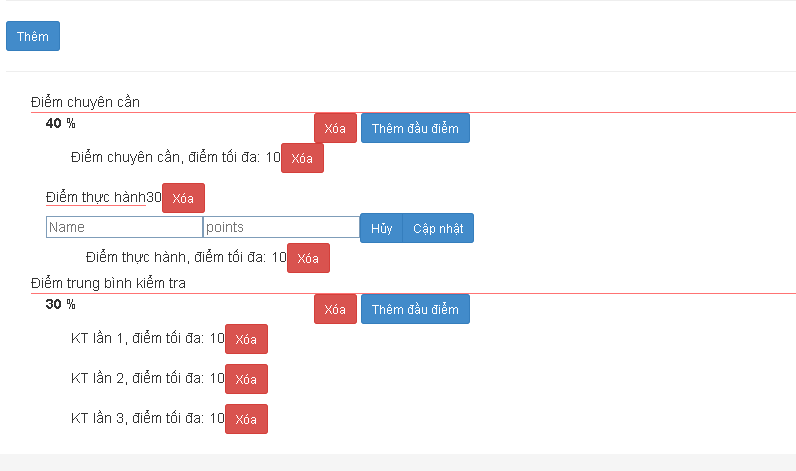 Thêm
Điểm chuyên cần
40 % Xóa Thêm đầu điểm
Điểm chuyên cần, điểm tối đa: 10 Xóa
Điểm thực hành30 Xóa
Name points Hủy Cập nhật
Điểm thực hành, điểm tối đa: 10 Xóa
Điểm trung bình kiểm tra
30 % Xóa Thêm đầu điểm
KT lần 1, điểm tối đa: 10 Xóa
KT lần 2, điểm tối đa: 10 Xóa
KT lần 3, điểm tối đa: 10 Xóa